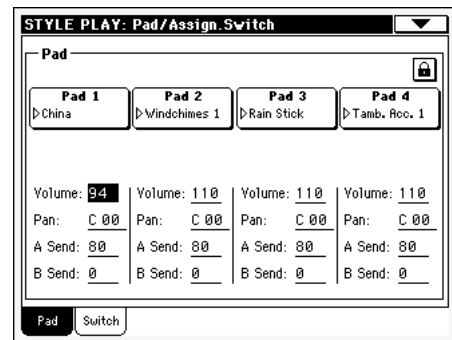 STYLE PLAY: Pad/Assign.Switch
Pad
Pad 1 Pad 2 Pad 3 Pad 4
China Windchimes 1 Rain Stick Tamb. Acc. 1
Volume: 94 Volume: 110 Volume: 110 Volume: 110
Pan: C 00 Pan: C 00 Pan: C 00 Pan: C 00
A Send: 80 A Send: 80 A Send: 80 A Send: 80
B Send: 0 B Send: 0 B Send: 0 B Send: 0
Pad Switch